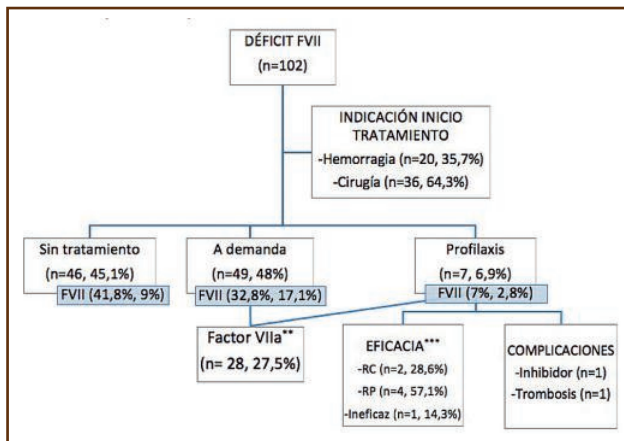 DÉFICIT FVII
(n=102)
INDICACIÓN INICIO
TRATAMIENTO
-Hemorragia (n=20, 35,7%)
-Cirugía (n=36, 64,3%)
Sin tratamiento
(n=46, 45,1%)
FVII (41,8%, 9%)
A demanda
(n=49, 48%)
FVII (32,8%, 17,1%)
Profilaxis
(n=7, 6,9%)
FVII (7%, 2,8%)
Factor VIIa**
(n= 28, 27,5%)
EFICACIA***
-RC (n=2, 28,6%)
-RP (n=4, 57,1%)
-Ineficaz (n=1, 14,3%)
COMPLICACIONES
-Inhibidor (n=1)
-Trombosis (n=1)